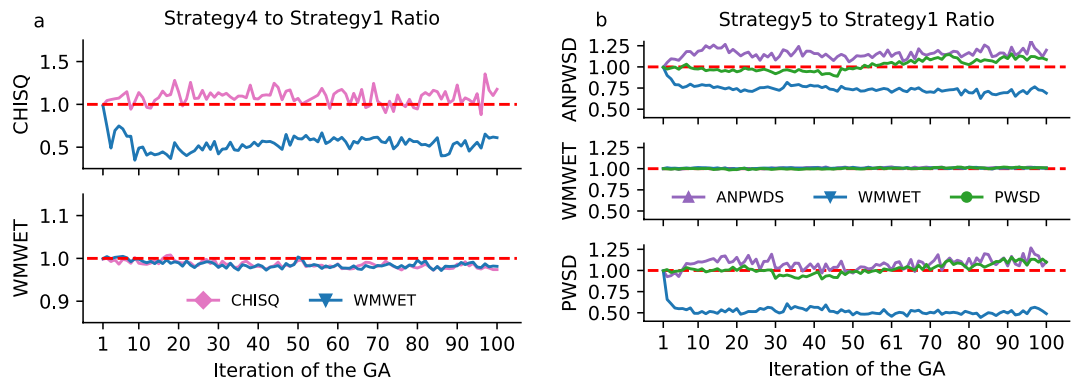 a
Strategy4 to Strategy1 Ratio
CHISQ
1.5
1.0
0.5
WMWET
1.1
1.0
0.9
CHISQ
WMWET
1 10 20 30 40 50 60 70 80 90 100
Iteration of the GA
b
Strategy5 to Strategy1 Ratio
ANPWSD
1.25
1.00
0.75
0.50
WMWET
1.25
1.00
0.75
0.50
ANPWDS
WMWET
PWSD
PWSD
1.25
1.00
0.75
0.50
1 10 20 30 40 50 61 70 80 90 100
Iteration of the GA